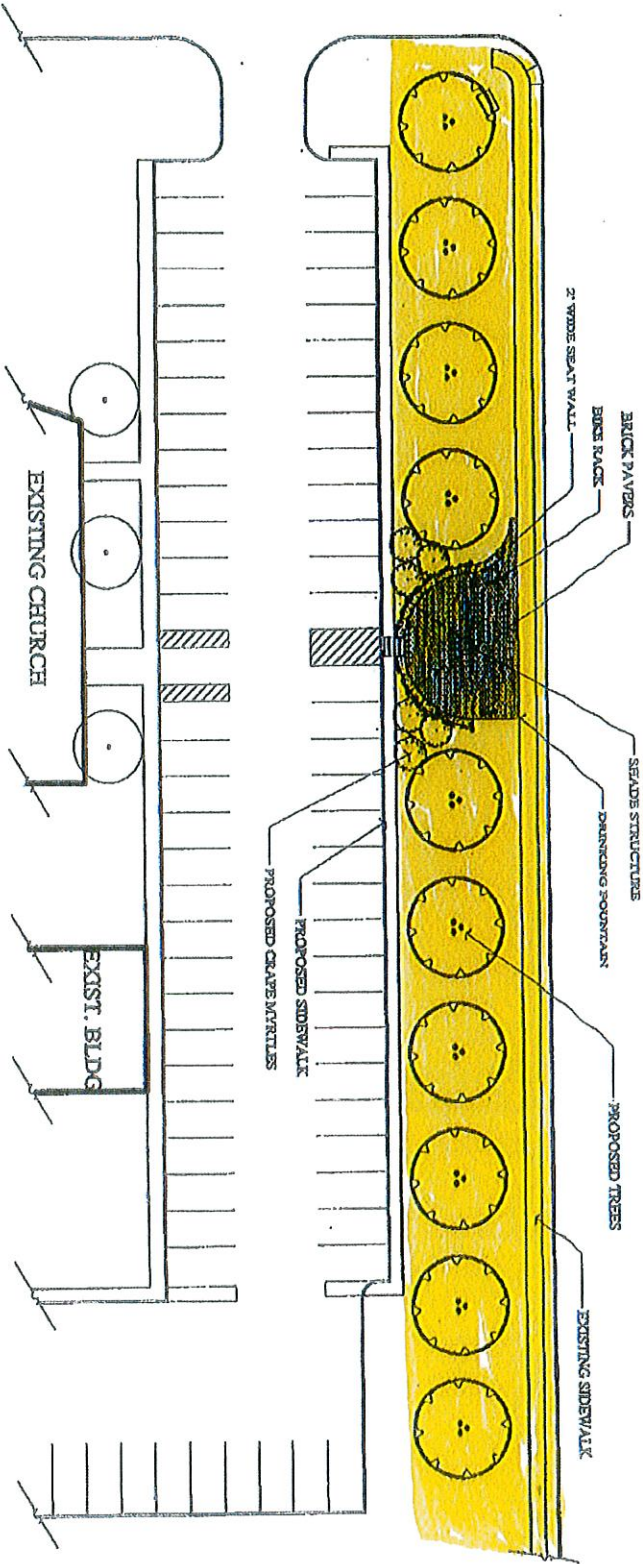 2' WIDE SEAT WALL
BIKE RACK
BRICK PAVERS
SHADE STRUCTURE
DRINKING FOUNTAIN
PROPOSED TREES
EXISTING SIDEWALK
PROPOSED SIDEWALK
PROPOSED CRAPE MYRTLES
EXISTING CHURCH
EXIST. BLDG